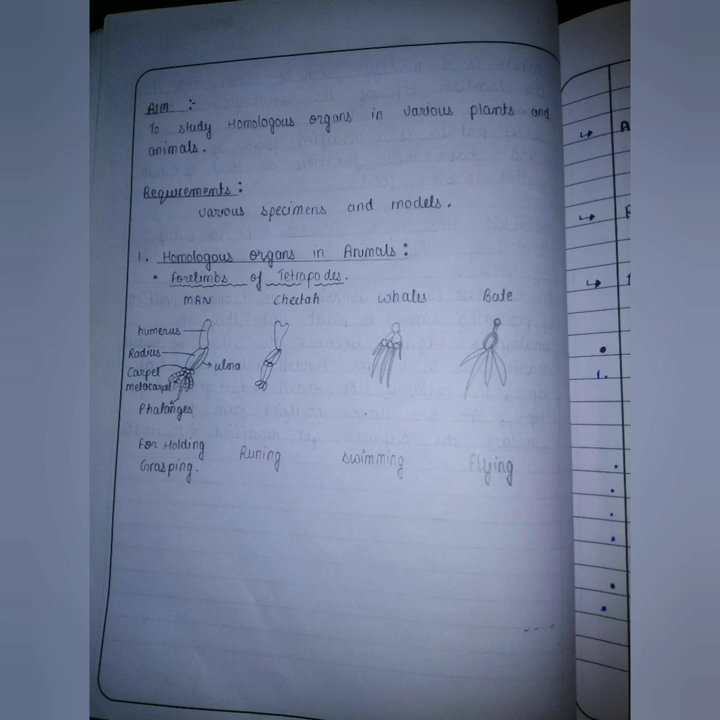 AIM :-
To study Homologous organs in various plants and
animals.
Requirements :
various specimens and models.
1. Homologous organs in Animals :
• Forelimbs of Tetrapodes.
MAN Cheetah whales Bate
humerus
Radius
ulna
Carpel
metacarpel
Phalanges
For Holding
Grasping.
Runing
Swimming
Flying
1.